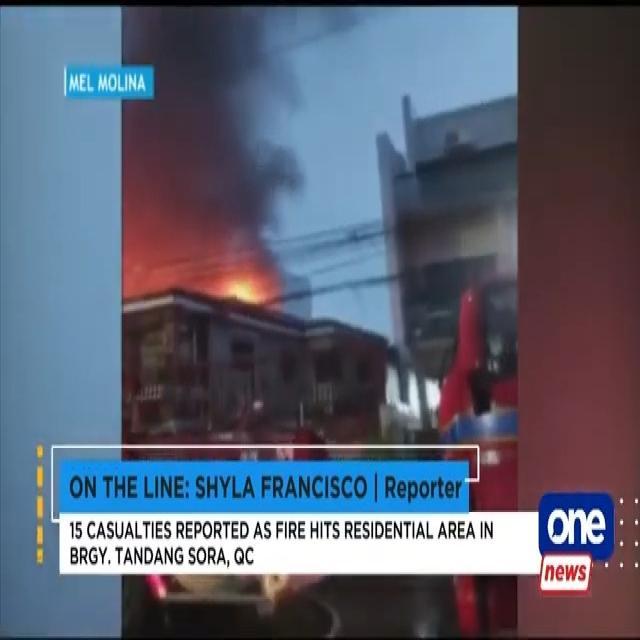 MEL MOLINA
ON THE LINE: SHYLA FRANCISCO | Reporter
15 CASUALTIES REPORTED AS FIRE HITS RESIDENTIAL AREA IN
BRGY. TANDANG SORA, QC
one
news